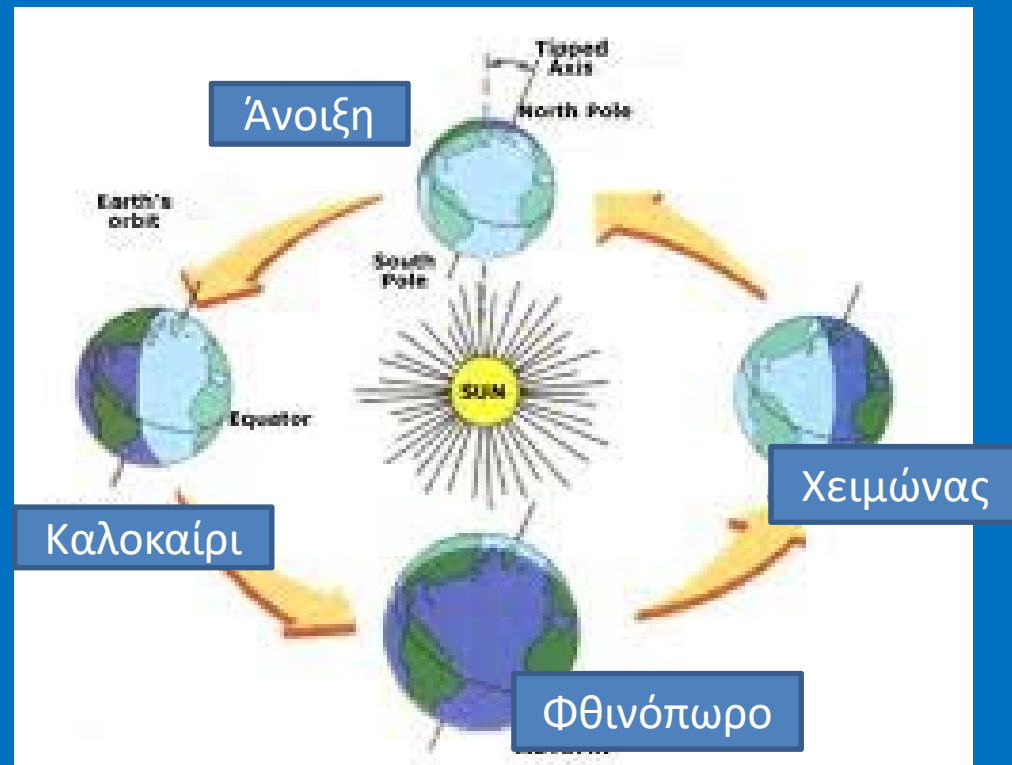 Tipped
Axis
Άνοιξη
North Pole
Earth's
orbit
South
Pole
SUN
Equator
Χειμώνας
Καλοκαίρι
Φθινόπωρο